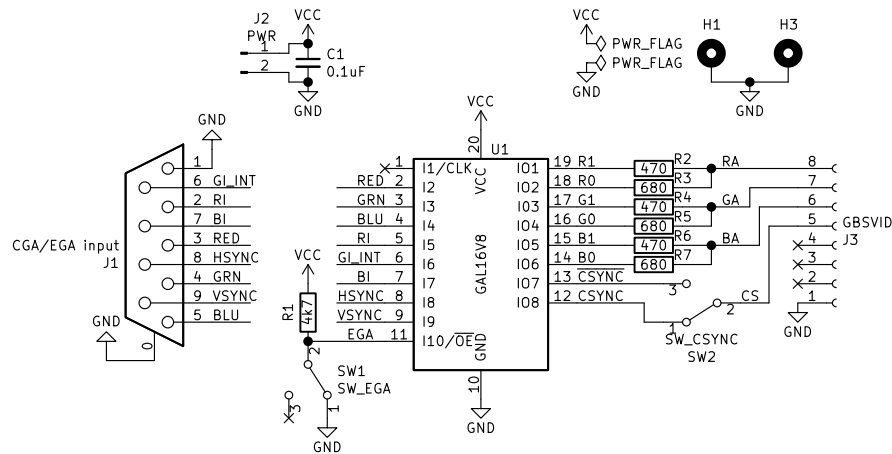 J2
PWR
1
2
VCC
C1
0.1uF
GND
VCC
PWR_FLAG
PWR_FLAG
GND
H1
H3
GND
GND
CGA/EGA input
J1
1
6 GI_INT
2 RI
7 BI
3 RED
8 HSYNC
4 GRN
9 VSYNC
5 BLU
0
GND
VCC
R1
4k7
SW1
SW_EGA
2
3
1
GND
VCC
20
U1
GAL16V8
VCC
GND
10
GND
1 I1/CLK
RED 2 I2
GRN 3 I3
BLU 4 I4
RI 5 I5
GI_INT 6 I6
BI 7 I7
HSYNC 8 I8
VSYNC 9 I9
EGA 11 I10/OE
IO1 19 R1
IO2 18 R0
IO3 17 G1
IO4 16 G0
IO5 15 B1
IO6 14 B0
IO7 13 CSYNC
IO8 12 CSYNC
470 R2
680 R3
470 R4
680 R5
470 R6
680 R7
RA
GA
BA
3
1
2
CS
SW_CSYNC
SW2
8
7
6
5
4
3
2
1
GBSVID
J3
GND